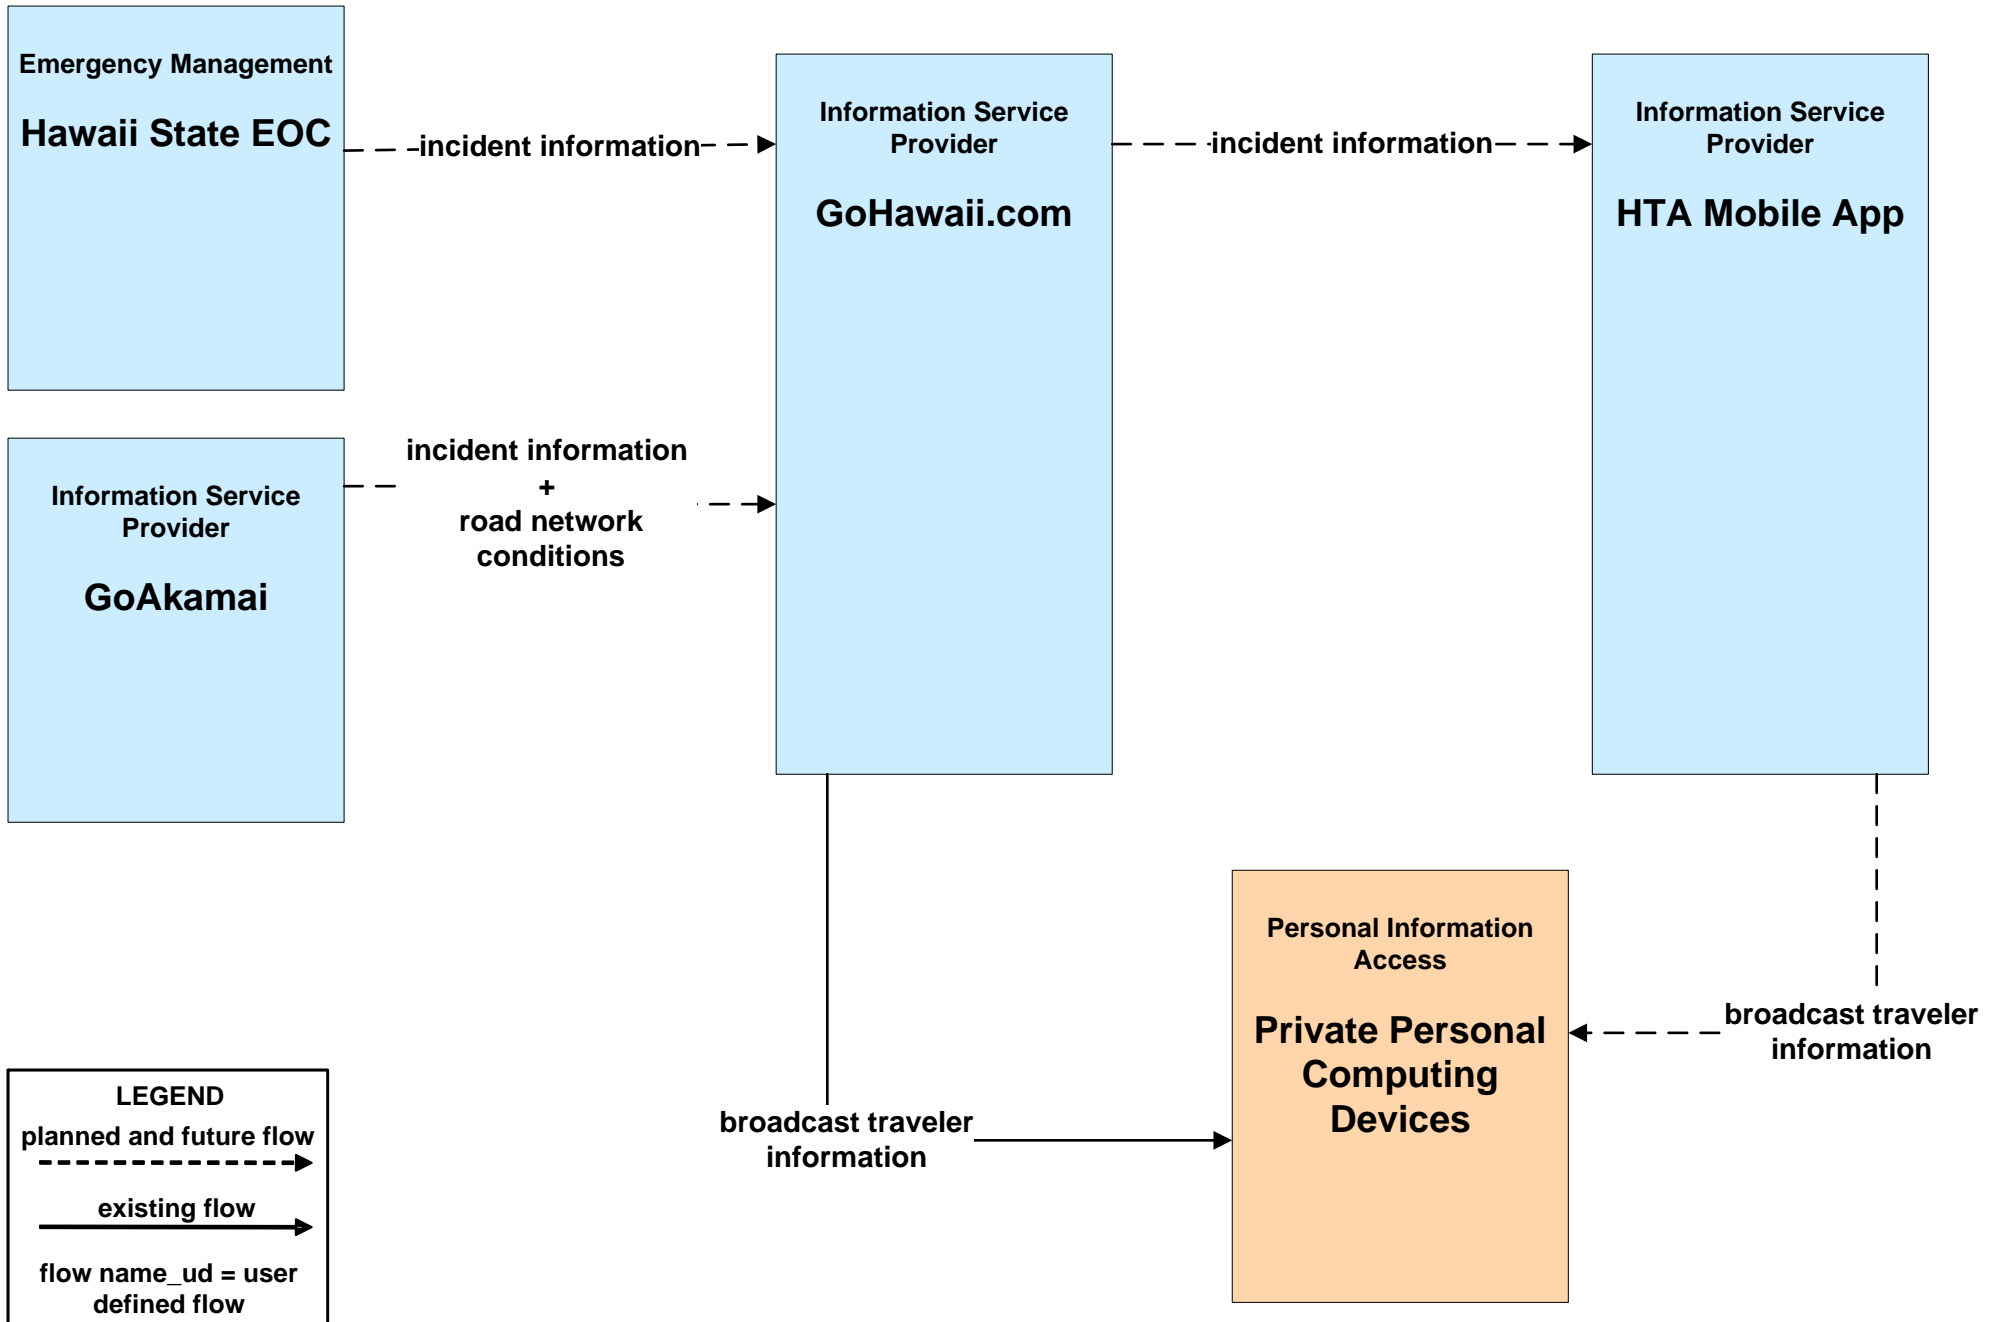 Emergency Management
Hawaii State EOC
incident information
Information Service
Provider
GoHawaii.com
incident information
Information Service
Provider
HTA Mobile App
Information Service
Provider
GoAkamai
incident information
+
road network
conditions
Personal Information
Access
Private Personal
Computing
Devices
broadcast traveler
information
broadcast traveler
information
LEGEND
planned and future flow
existing flow
flow name_ud = user
defined flow